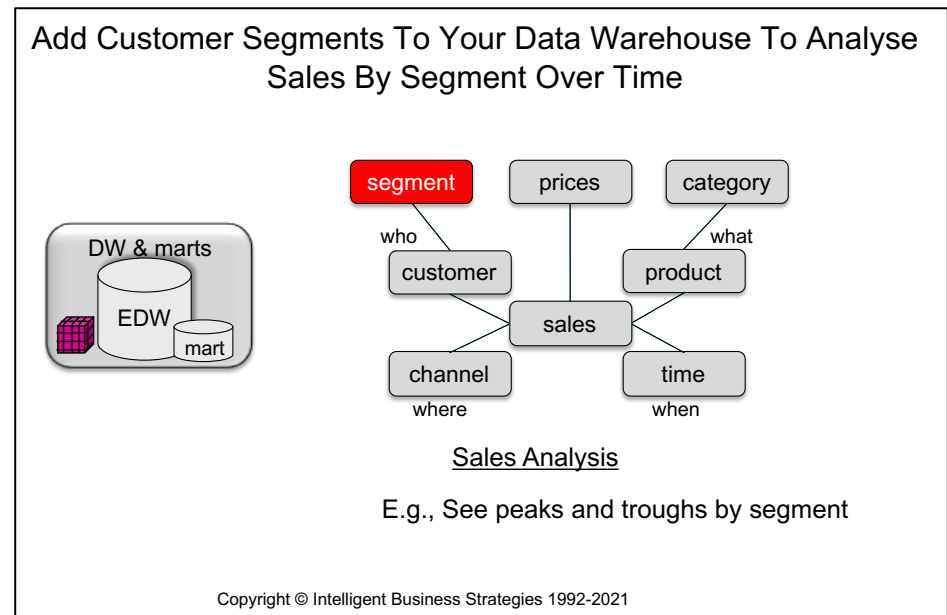 Add Customer Segments To Your Data Warehouse To Analyse
Sales By Segment Over Time
segment
prices
category
who
what
DW & marts
customer
product
EDW
sales
mart
channel
time
where
when
Sales Analysis
E.g., See peaks and troughs by segment
Copyright © Intelligent Business Strategies 1992-2021